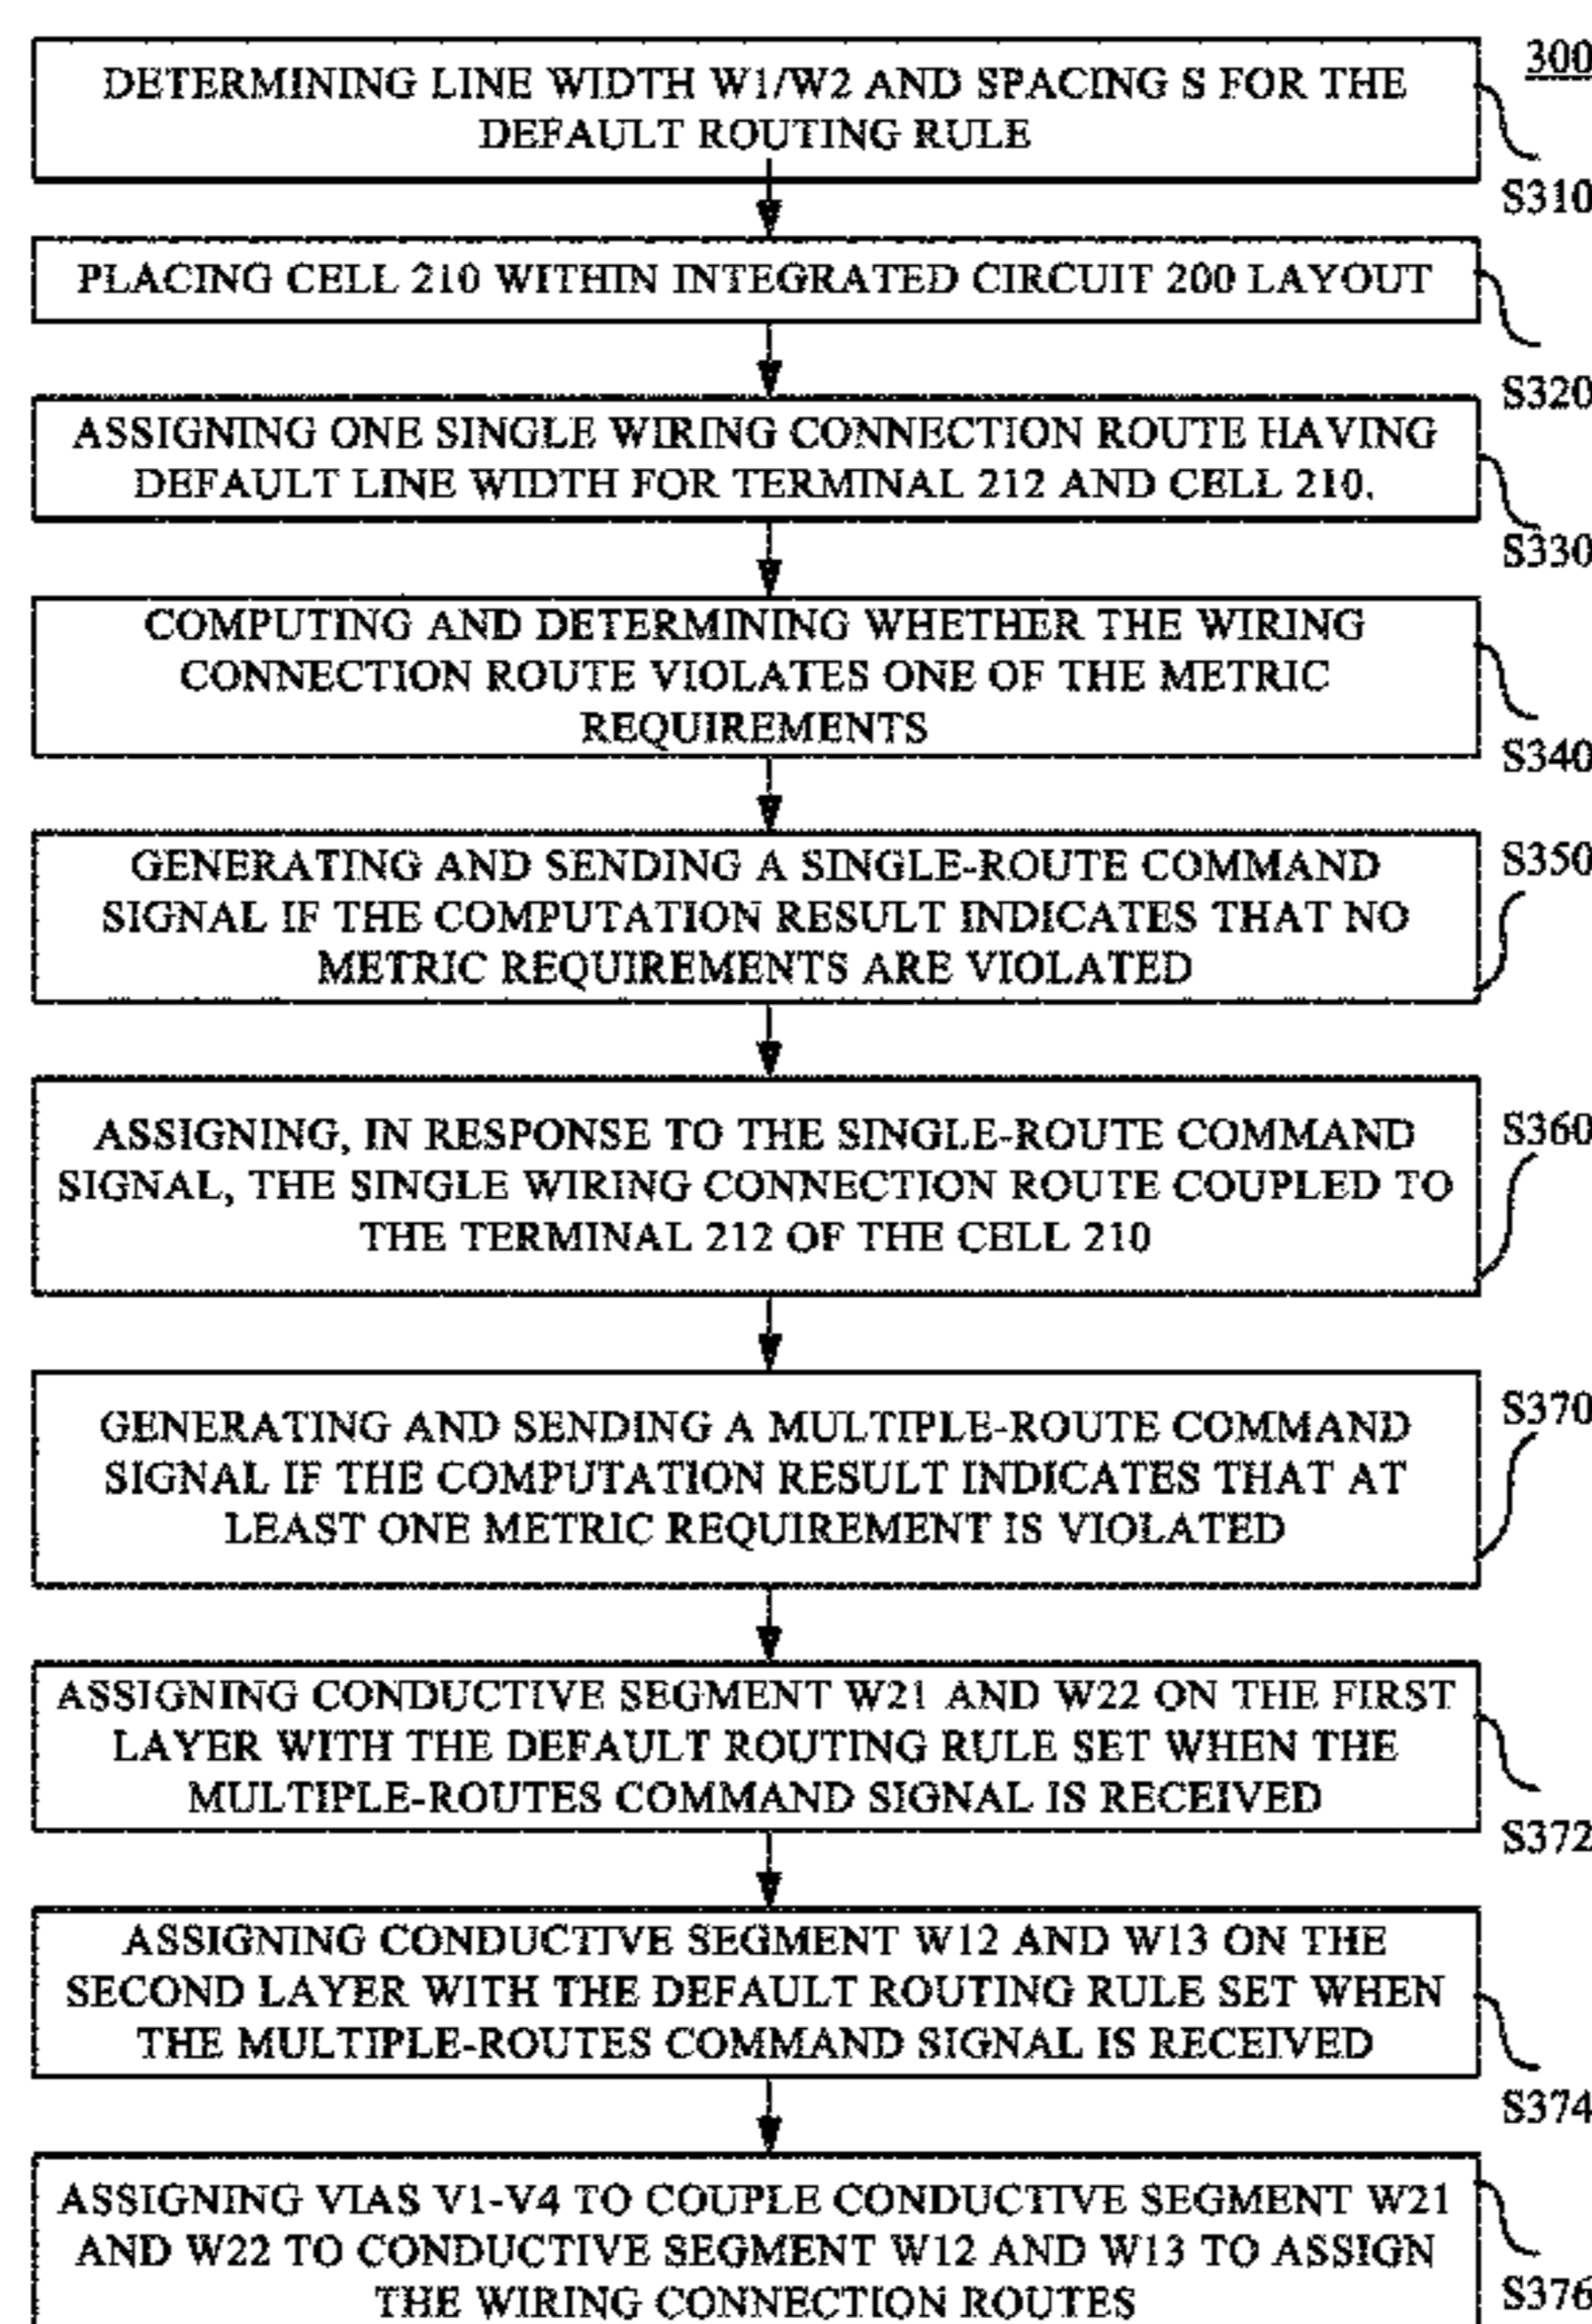 300
DETERMINING LINE WIDTH W1/W2 AND SPACING S FOR THE
DEFAULT ROUTING RULE
S310
PLACING CELL 210 WITHIN INTEGRATED CIRCUIT 200 LAYOUT
S320
ASSIGNING ONE SINGLE WIRING CONNECTION ROUTE HAVING
DEFAULT LINE WIDTH FOR TERMINAL 212 AND CELL 210.
S330
COMPUTING AND DETERMINING WHETHER THE WIRING
CONNECTION ROUTE VIOLATES ONE OF THE METRIC
REQUIREMENTS
S340
GENERATING AND SENDING A SINGLE-ROUTE COMMAND
SIGNAL IF THE COMPUTATION RESULT INDICATES THAT NO
METRIC REQUIREMENTS ARE VIOLATED
S350
ASSIGNING, IN RESPONSE TO THE SINGLE-ROUTE COMMAND
SIGNAL, THE SINGLE WIRING CONNECTION ROUTE COUPLED TO
THE TERMINAL 212 OF THE CELL 210
S360
GENERATING AND SENDING A MULTIPLE-ROUTE COMMAND
SIGNAL IF THE COMPUTATION RESULT INDICATES THAT AT
LEAST ONE METRIC REQUIREMENT IS VIOLATED
S370
ASSIGNING CONDUCTIVE SEGMENT W21 AND W22 ON THE FIRST
LAYER WITH THE DEFAULT ROUTING RULE SET WHEN THE
MULTIPLE-ROUTES COMMAND SIGNAL IS RECEIVED
S372
ASSIGNING CONDUCTIVE SEGMENT W12 AND W13 ON THE
SECOND LAYER WITH THE DEFAULT ROUTING RULE SET WHEN
THE MULTIPLE-ROUTES COMMAND SIGNAL IS RECEIVED
S374
ASSIGNING VIAS V1-V4 TO COUPLE CONDUCTIVE SEGMENT W21
AND W22 TO CONDUCTIVE SEGMENT W12 AND W13 TO ASSIGN
THE WIRING CONNECTION ROUTES
S376